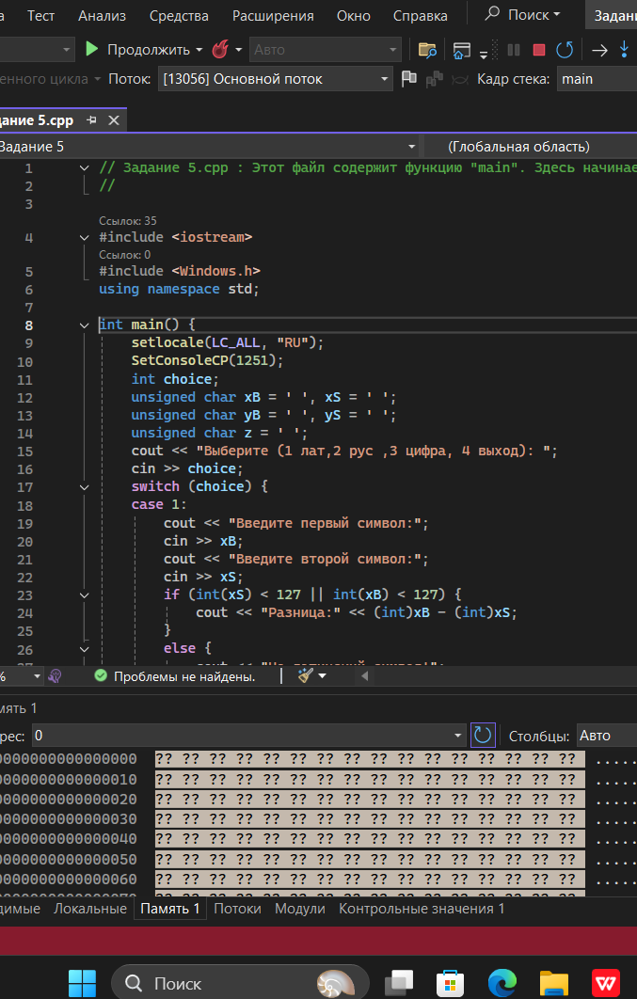 Тест Анализ Средства Расширения Окно Справка Поиск Задани
Продолжить Авто
енного цикла Поток: [13056] Основной поток Кадр стека: main
дание 5.cpp
Задание 5 (Глобальная область)
1 // Задание 5.cpp : Этот файл содержит функцию "main". Здесь начинае
2 //
3
Ссылок: 35
4 #include <iostream>
Ссылок: 0
5 #include <Windows.h>
6 using namespace std;
7
8 int main() {
9 setlocale(LC_ALL, "RU");
10 SetConsoleCP(1251);
11 int choice;
12 unsigned char xB = ' ', xS = ' ';
13 unsigned char yB = ' ', yS = ' ';
14 unsigned char z = ' ';
15 cout << "Выберите (1 лат,2 рус ,3 цифра, 4 выход): ";
16 cin >> choice;
17 switch (choice) {
18 case 1:
19 cout << "Введите первый символ:";
20 cin >> xB;
21 cout << "Введите второй символ:";
22 cin >> xS;
23 if (int(xS) < 127 || int(xB) < 127) {
24 cout << "Разница:" << (int)xB - (int)xS;
25 }
26 else {
% Проблемы не найдены.
мять 1
рес: 0 Столбцы: Авто
0000000000000000 ?? ?? ?? ?? ?? ?? ?? ?? ?? ?? ?? ?? ?? ?? ?? ?? .....
0000000000000010 ?? ?? ?? ?? ?? ?? ?? ?? ?? ?? ?? ?? ?? ?? ?? ?? .....
0000000000000020 ?? ?? ?? ?? ?? ?? ?? ?? ?? ?? ?? ?? ?? ?? ?? ?? .....
0000000000000030 ?? ?? ?? ?? ?? ?? ?? ?? ?? ?? ?? ?? ?? ?? ?? ?? .....
0000000000000040 ?? ?? ?? ?? ?? ?? ?? ?? ?? ?? ?? ?? ?? ?? ?? ?? .....
0000000000000050 ?? ?? ?? ?? ?? ?? ?? ?? ?? ?? ?? ?? ?? ?? ?? ?? .....
0000000000000060 ?? ?? ?? ?? ?? ?? ?? ?? ?? ?? ?? ?? ?? ?? ?? ?? .....
димые Локальные Память 1 Потоки Модули Контрольные значения 1
Поиск